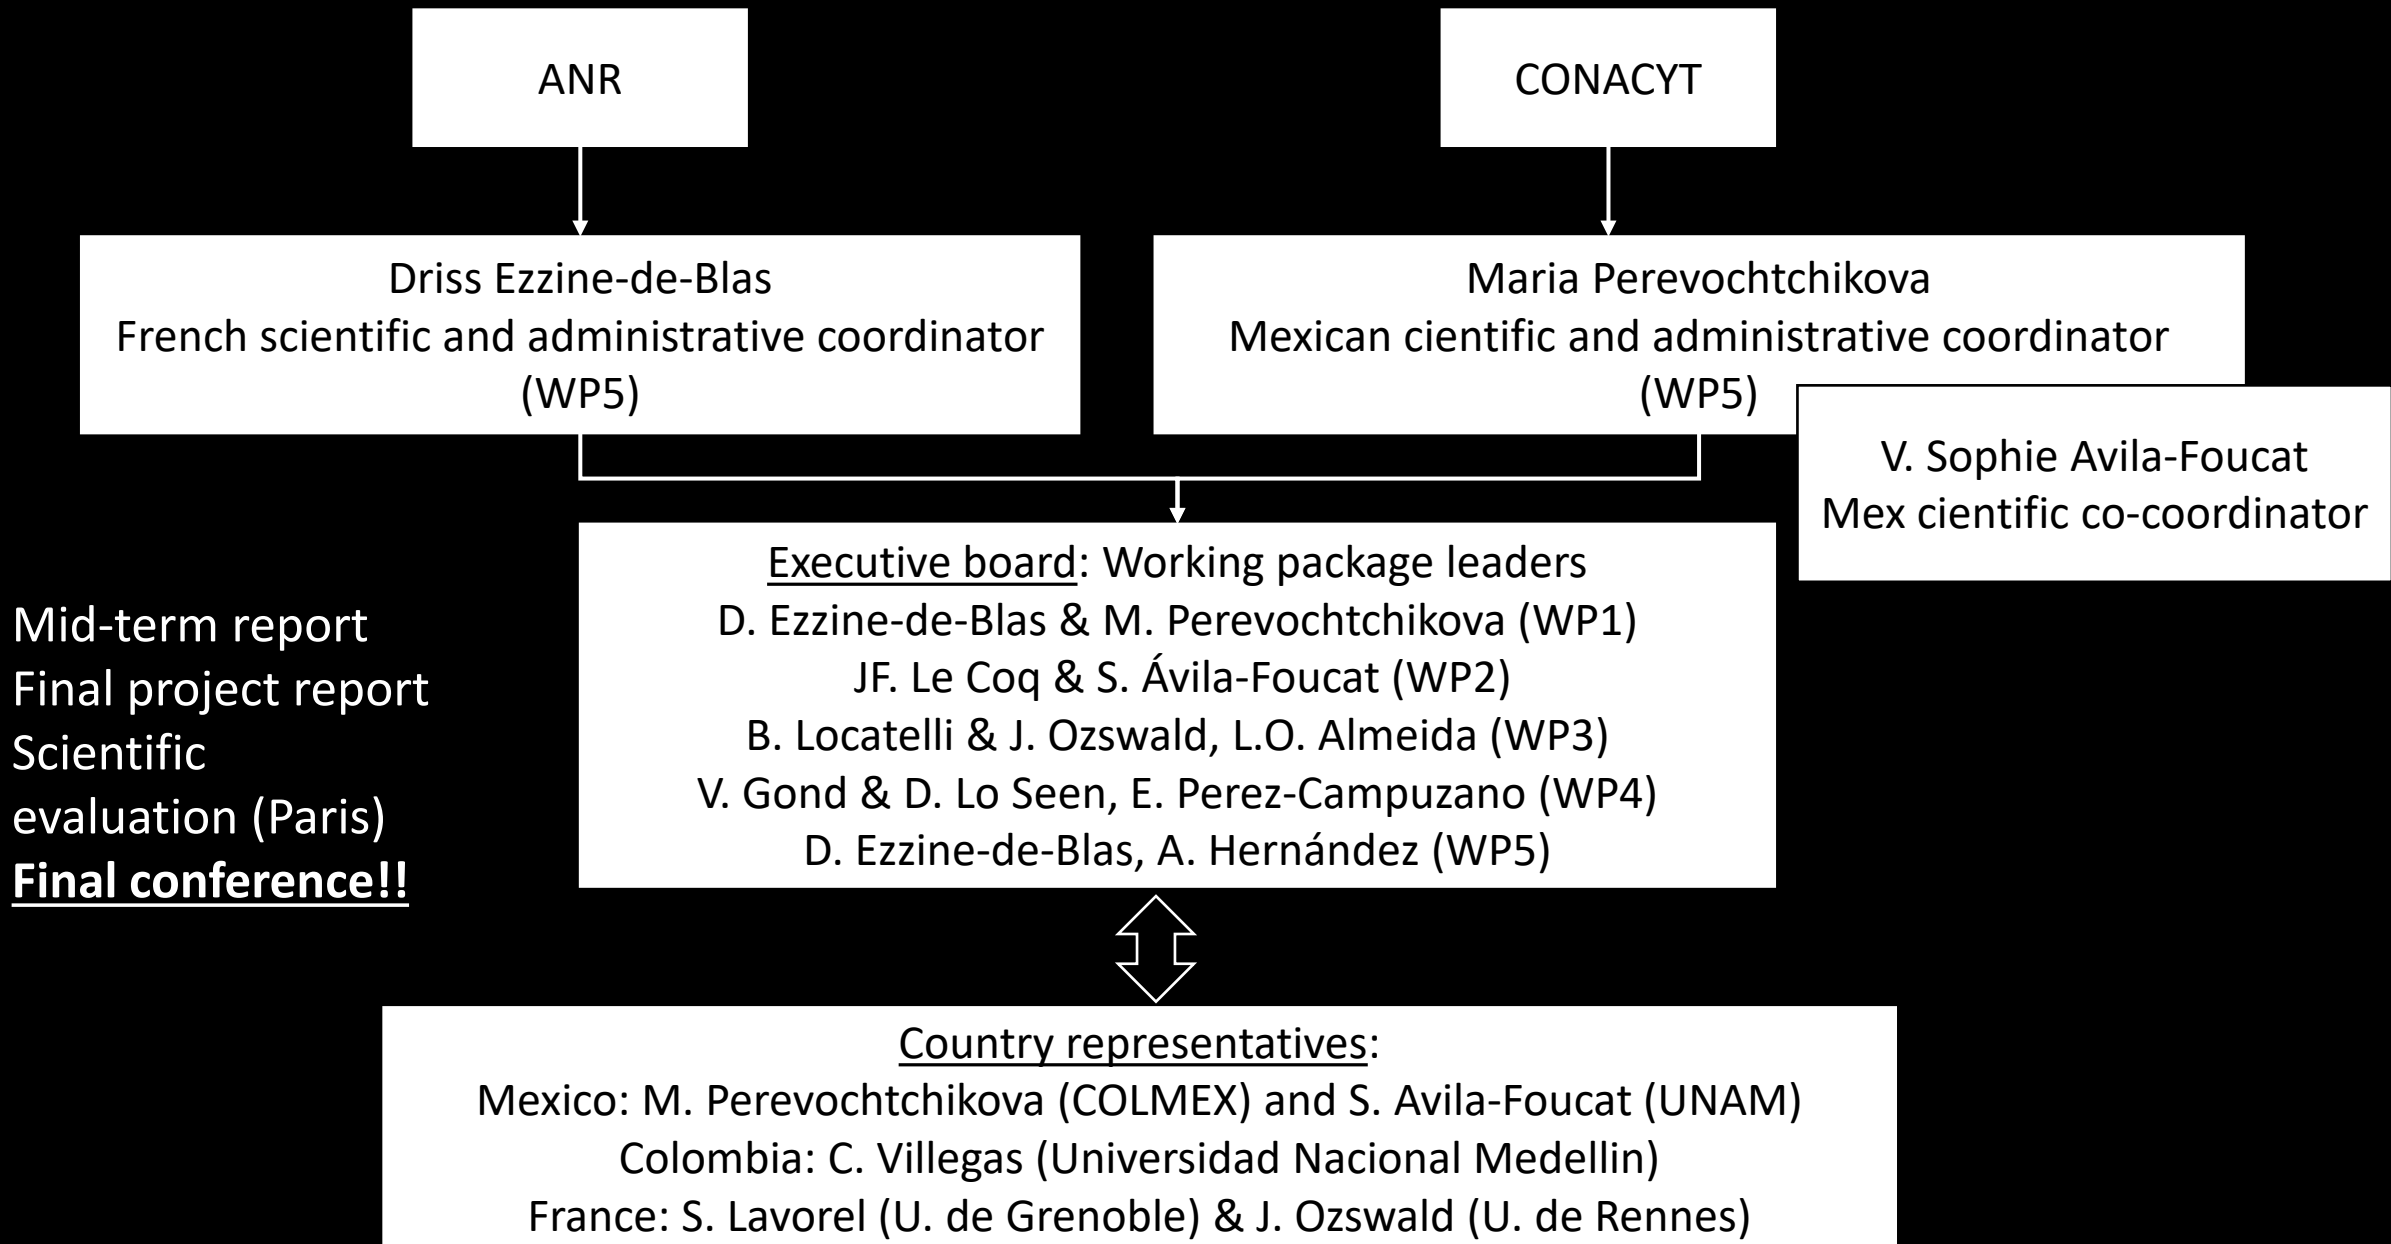 ANR
CONACYT
Driss Ezzine-de-Blas
French scientific and administrative coordinator
(WP5)
Maria Perevochtchikova
Mexican cientific and administrative coordinator
(WP5)
V. Sophie Avila-Foucat
Mex cientific co-coordinator
Executive board: Working package leaders
D. Ezzine-de-Blas & M. Perevochtchikova (WP1)
JF. Le Coq & S. Ávila-Foucat (WP2)
B. Locatelli & J. Ozswald, L.O. Almeida (WP3)
V. Gond & D. Lo Seen, E. Perez-Campuzano (WP4)
D. Ezzine-de-Blas, A. Hernández (WP5)
Mid-term report
Final project report
Scientific
evaluation (Paris)
Final conference!!
Country representatives:
Mexico: M. Perevochtchikova (COLMEX) and S. Avila-Foucat (UNAM)
Colombia: C. Villegas (Universidad Nacional Medellin)
France: S. Lavorel (U. de Grenoble) & J. Ozswald (U. de Rennes)